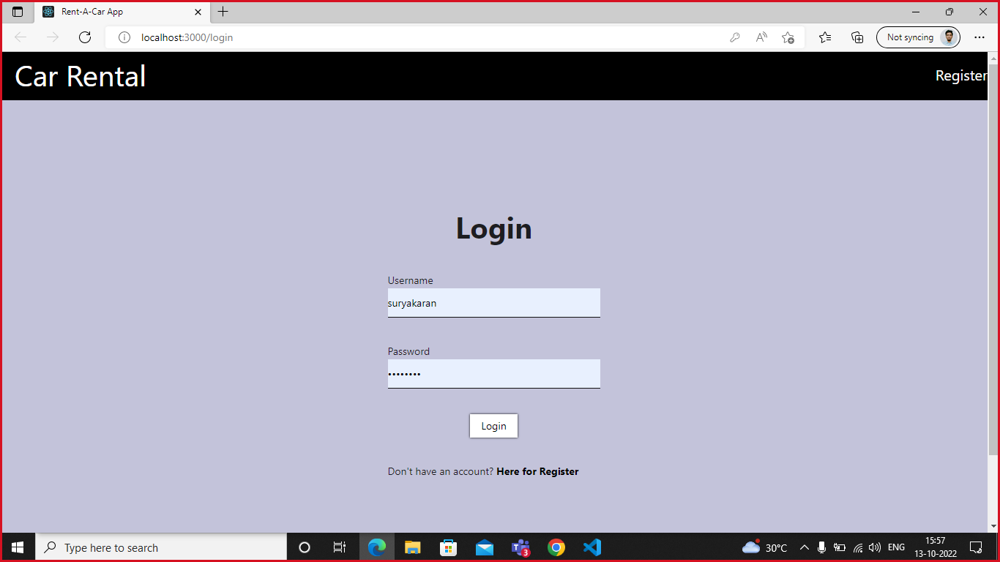 Rent-A-Car App
localhost:3000/login
Not syncing
Car Rental
Register
Login
Username
suryakaran
Password
••••••••
Login
Don't have an account? Here for Register
Type here to search
3
30°C
ENG
15:57
13-10-2022